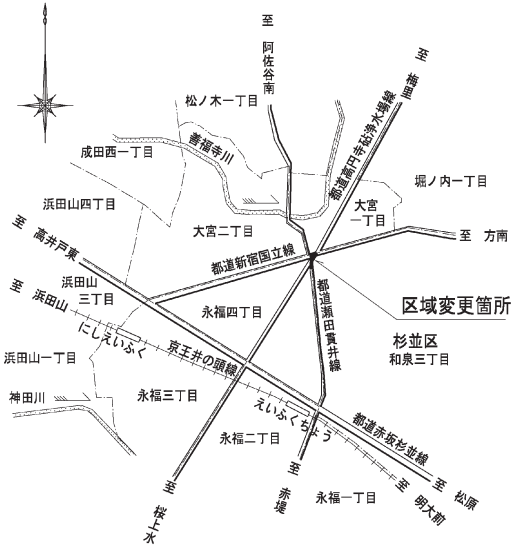 至 阿佐谷南
至 梅里
松ノ木一丁目
善福寺川
都道高円寺砧浄水場線
成田西一丁目
堀ノ内一丁目
浜田山四丁目
大宮
一丁目
大宮二丁目
至 方南
至 高井戸東
都道新宿国立線
至 浜田山
浜田山
三丁目
都道瀬田貫井線
区域変更箇所
永福四丁目
にしえいふく
京王井の頭線
杉並区
和泉三丁目
浜田山一丁目
神田川
永福三丁目
えいふくちょう
都道赤坂杉並線
永福二丁目
至 桜上水
至 赤堤
永福一丁目
至 明大前
至 松原